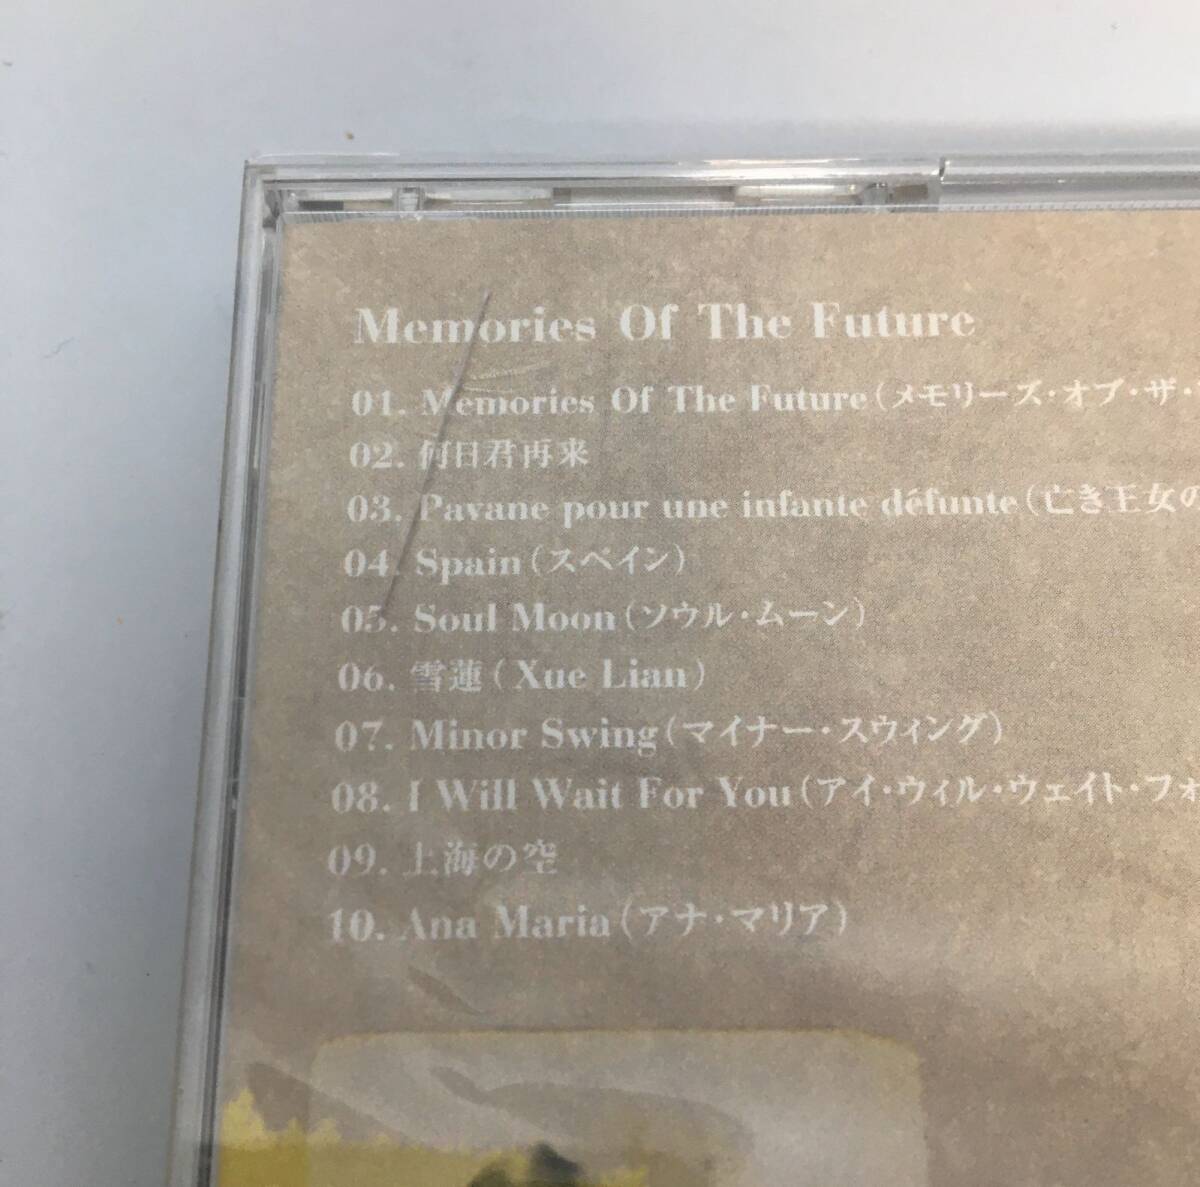 Memories Of The Future
01. Memories Of The Future(メモリーズ・オブ・ザ・
02. 何日君再来
03. Pavane pour une infante défunte(亡き王女の
04. Spain(スペイン)
05. Soul Moon(ソウル・ムーン)
06. 雪蓮(Xue Lian)
07. Minor Swing(マイナー・スウィング)
08. I Will Wait For You(アイ・ウィル・ウェイト・フォ
09. 上海の空
10. Ana Maria(アナ・マリア)